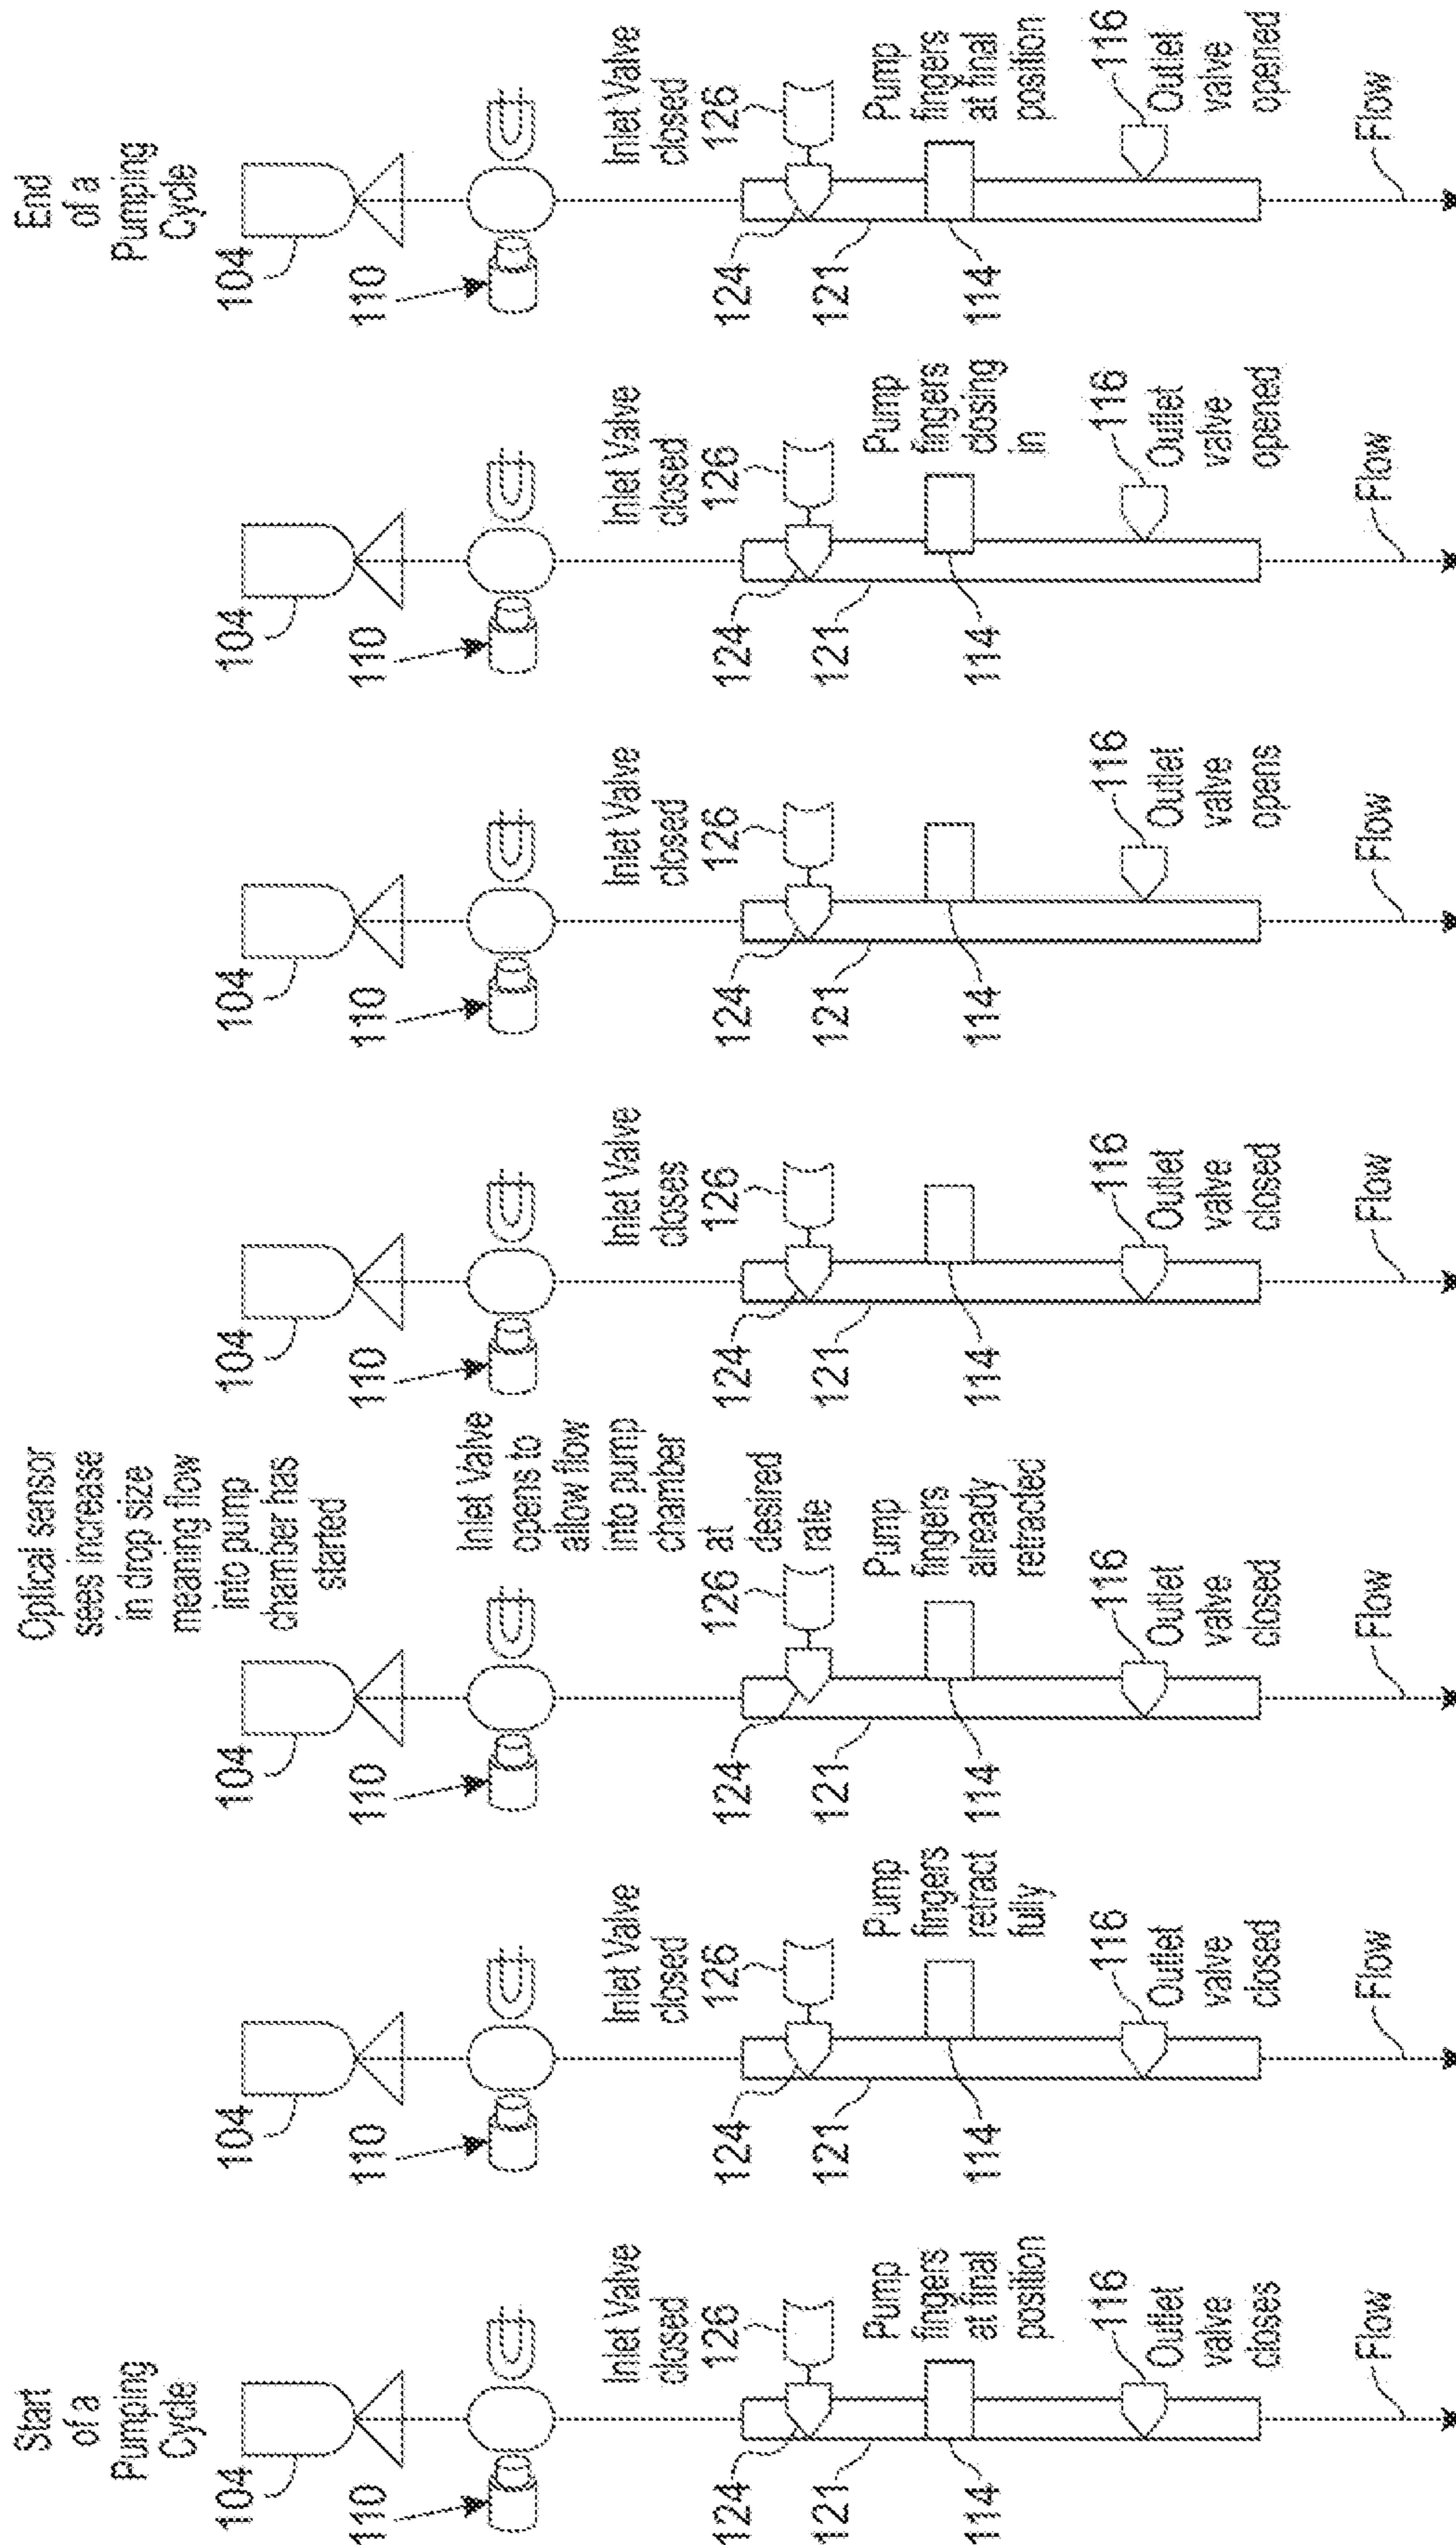 Start
of a
Pumping
Cycle
104
110
Inlet Valve
closed
126
124
121
Pump
fingers
at final
position
114
116
Outlet
valve
closes
Flow
104
110
Inlet Valve
closed
126
124
121
Pump
fingers
retract
fully
114
116
Outlet
valve
closed
Flow
Optical sensor
sees increase
in drop size
meaning flow
into pump
chamber has
started
104
110
Inlet Valve
opens to
allow flow
into pump
chamber
at
desired
rate
126
124
121
Pump
fingers
already
retracted
114
116
Outlet
valve
closed
Flow
104
110
Inlet Valve
closes
126
124
121
114
116
Outlet
valve
closed
Flow
104
110
Inlet Valve
closed
126
124
121
114
116
Outlet
valve
opens
Flow
104
110
Inlet Valve
closed
126
124
121
Pump
fingers
closing
in
114
116
Outlet
valve
opened
Flow
End
of a
Pumping
Cycle
104
110
Inlet Valve
closed
126
124
121
Pump
fingers
at final
position
114
116
Outlet
valve
opened
Flow